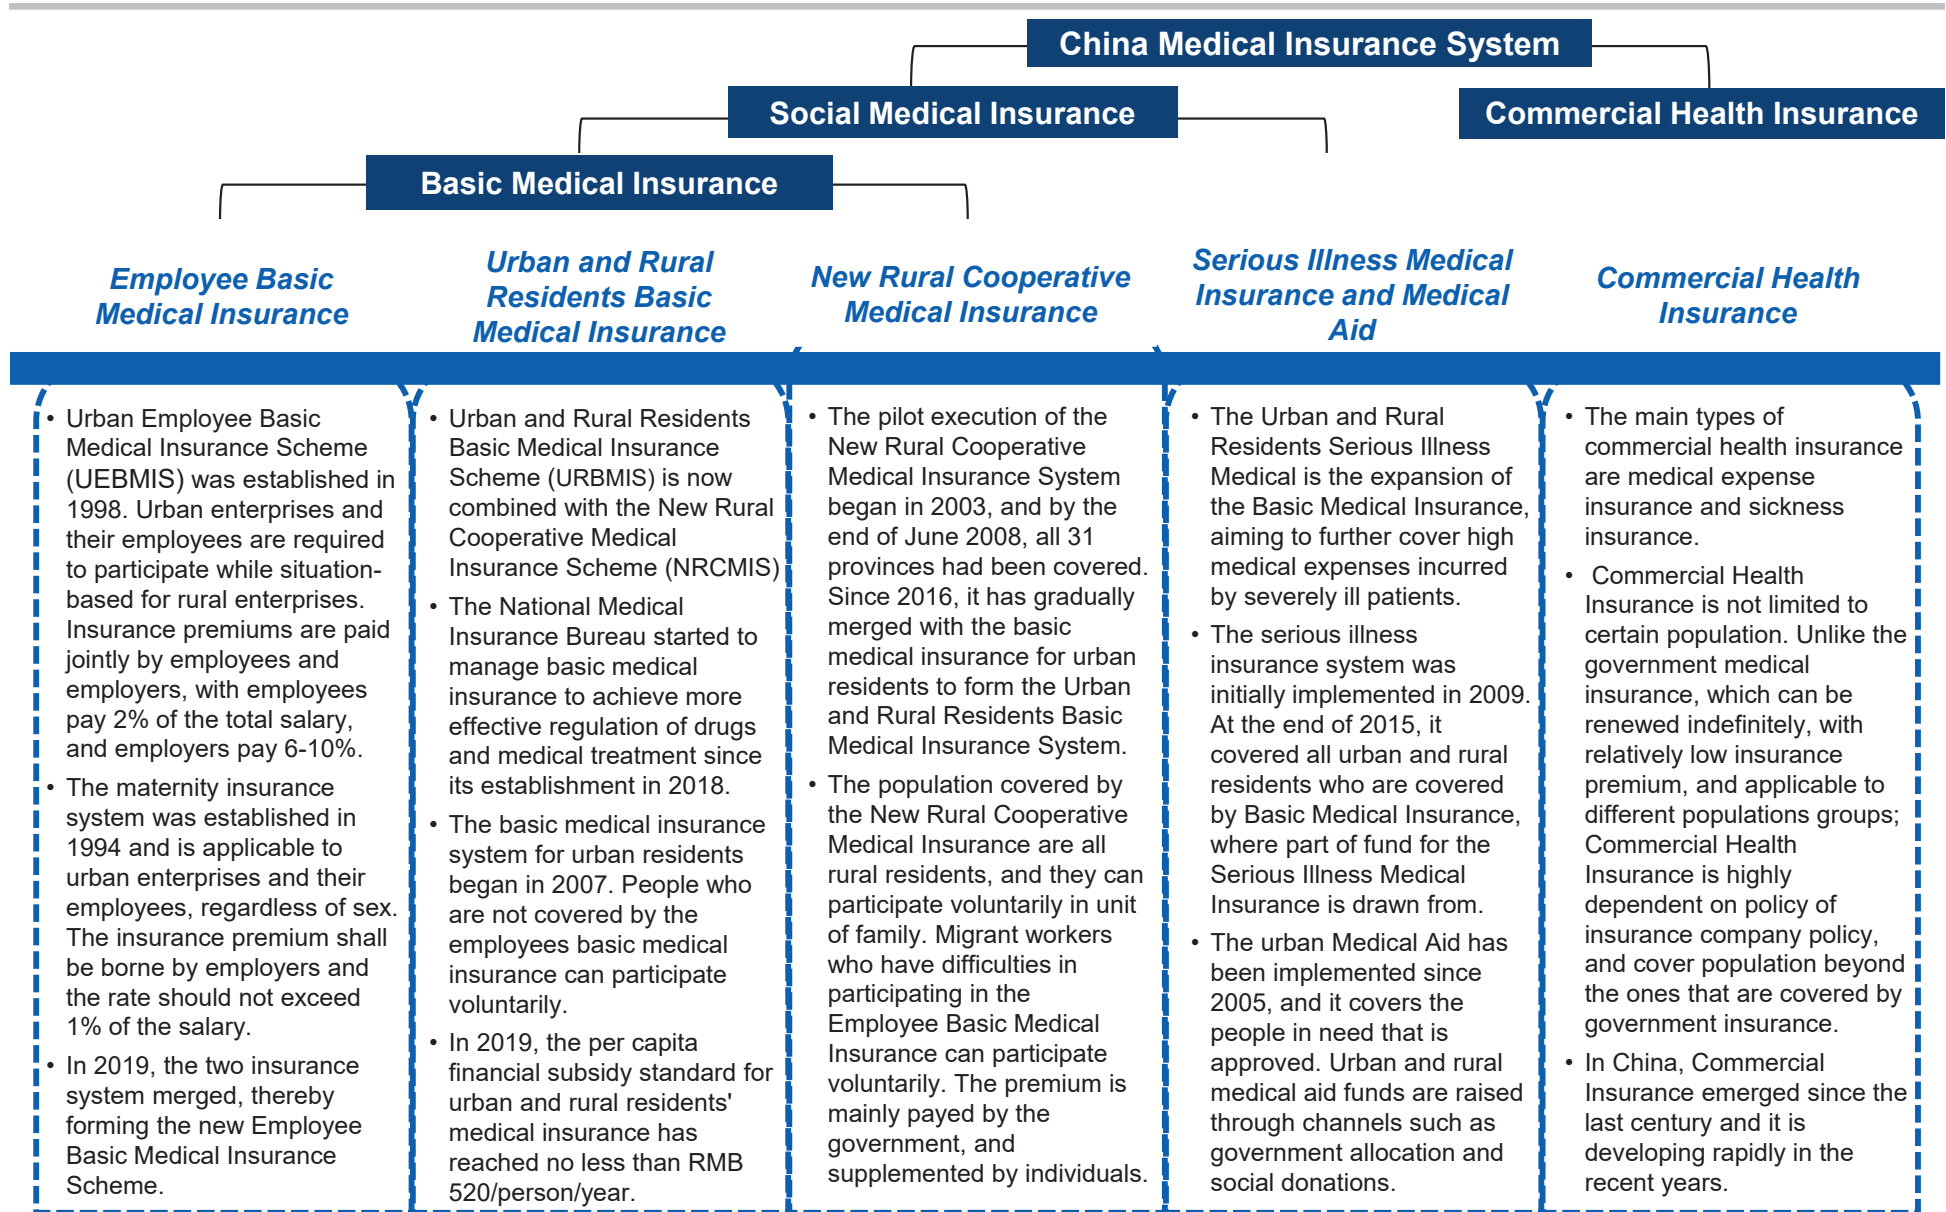 China Medical Insurance System
Social Medical Insurance
Commercial Health Insurance
Basic Medical Insurance
Employee Basic
Medical Insurance
Urban and Rural
Residents Basic
Medical Insurance
New Rural Cooperative
Medical Insurance
Serious Illness Medical
Insurance and Medical
Aid
Commercial Health
Insurance
• Urban Employee Basic
Medical Insurance Scheme
(UEBMIS) was established in
1998. Urban enterprises and
their employees are required
to participate while situation-
based for rural enterprises.
Insurance premiums are paid
jointly by employees and
employers, with employees
pay 2% of the total salary,
and employers pay 6-10%.
• The maternity insurance
system was established in
1994 and is applicable to
urban enterprises and their
employees, regardless of sex.
The insurance premium shall
be borne by employers and
the rate should not exceed
1% of the salary.
• In 2019, the two insurance
system merged, thereby
forming the new Employee
Basic Medical Insurance
Scheme.
• Urban and Rural Residents
Basic Medical Insurance
Scheme (URBMIS) is now
combined with the New Rural
Cooperative Medical
Insurance Scheme (NRCMIS)
• The National Medical
Insurance Bureau started to
manage basic medical
insurance to achieve more
effective regulation of drugs
and medical treatment since
its establishment in 2018.
• The basic medical insurance
system for urban residents
began in 2007. People who
are not covered by the
employees basic medical
insurance can participate
voluntarily.
• In 2019, the per capita
financial subsidy standard for
urban and rural residents'
medical insurance has
reached no less than RMB
520/person/year.
• The pilot execution of the
New Rural Cooperative
Medical Insurance System
began in 2003, and by the
end of June 2008, all 31
provinces had been covered.
Since 2016, it has gradually
merged with the basic
medical insurance for urban
residents to form the Urban
and Rural Residents Basic
Medical Insurance System.
• The population covered by
the New Rural Cooperative
Medical Insurance are all
rural residents, and they can
participate voluntarily in unit
of family. Migrant workers
who have difficulties in
participating in the
Employee Basic Medical
Insurance can participate
voluntarily. The premium is
mainly payed by the
government, and
supplemented by individuals.
• The Urban and Rural
Residents Serious Illness
Medical is the expansion of
the Basic Medical Insurance,
aiming to further cover high
medical expenses incurred
by severely ill patients.
• The serious illness
insurance system was
initially implemented in 2009.
At the end of 2015, it
covered all urban and rural
residents who are covered
by Basic Medical Insurance,
where part of fund for the
Serious Illness Medical
Insurance is drawn from.
• The urban Medical Aid has
been implemented since
2005, and it covers the
people in need that is
approved. Urban and rural
medical aid funds are raised
through channels such as
government allocation and
social donations.
• The main types of
commercial health insurance
are medical expense
insurance and sickness
insurance.
• Commercial Health
Insurance is not limited to
certain population. Unlike the
government medical
insurance, which can be
renewed indefinitely, with
relatively low insurance
premium, and applicable to
different populations groups;
Commercial Health
Insurance is highly
dependent on policy of
insurance company policy,
and cover population beyond
the ones that are covered by
government insurance.
• In China, Commercial
Insurance emerged since the
last century and it is
developing rapidly in the
recent years.